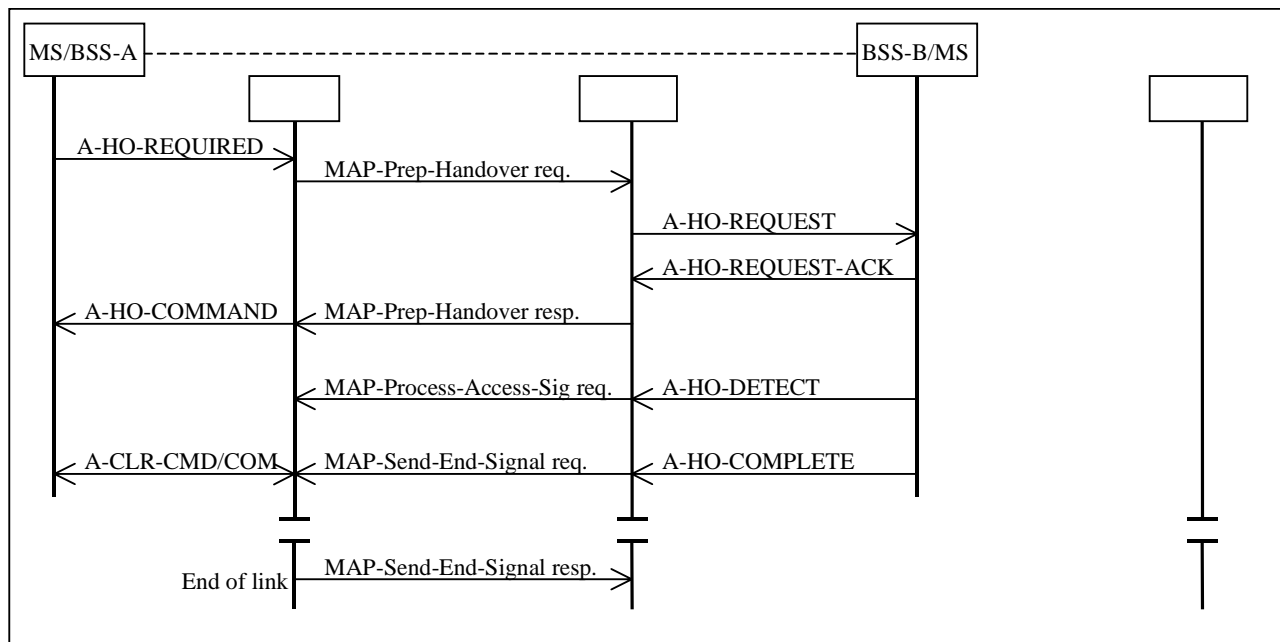 MS/BSS-A
BSS-B/MS
A-HO-REQUIRED
MAP-Prep-Handover req.
A-HO-REQUEST
A-HO-REQUEST-ACK
A-HO-COMMAND
MAP-Prep-Handover resp.
MAP-Process-Access-Sig req.
A-HO-DETECT
A-CLR-CMD/COM
MAP-Send-End-Signal req.
A-HO-COMPLETE
End of link
MAP-Send-End-Signal resp.